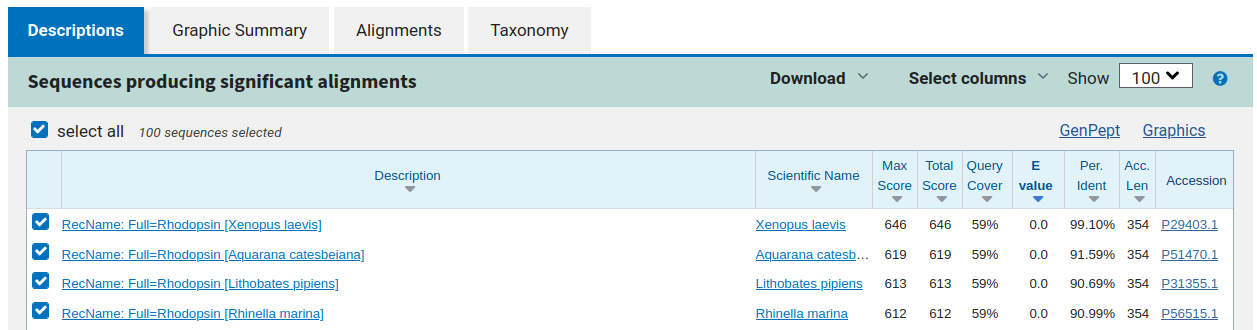 Descriptions Graphic Summary Alignments Taxonomy
Sequences producing significant alignments Download Select columns Show 100 ?
select all 100 sequences selected GenPept Graphics
Description Scientific Name Max Score Total Score Query Cover E value Per. Ident Acc. Len Accession
RecName: Full=Rhodopsin [Xenopus laevis] Xenopus laevis 646 646 59% 0.0 99.10% 354 P29403.1
RecName: Full=Rhodopsin [Aquarana catesbeiana] Aquarana catesb... 619 619 59% 0.0 91.59% 354 P51470.1
RecName: Full=Rhodopsin [Lithobates pipiens] Lithobates pipiens 613 613 59% 0.0 90.69% 354 P31355.1
RecName: Full=Rhodopsin [Rhinella marina] Rhinella marina 612 612 59% 0.0 90.99% 354 P56515.1